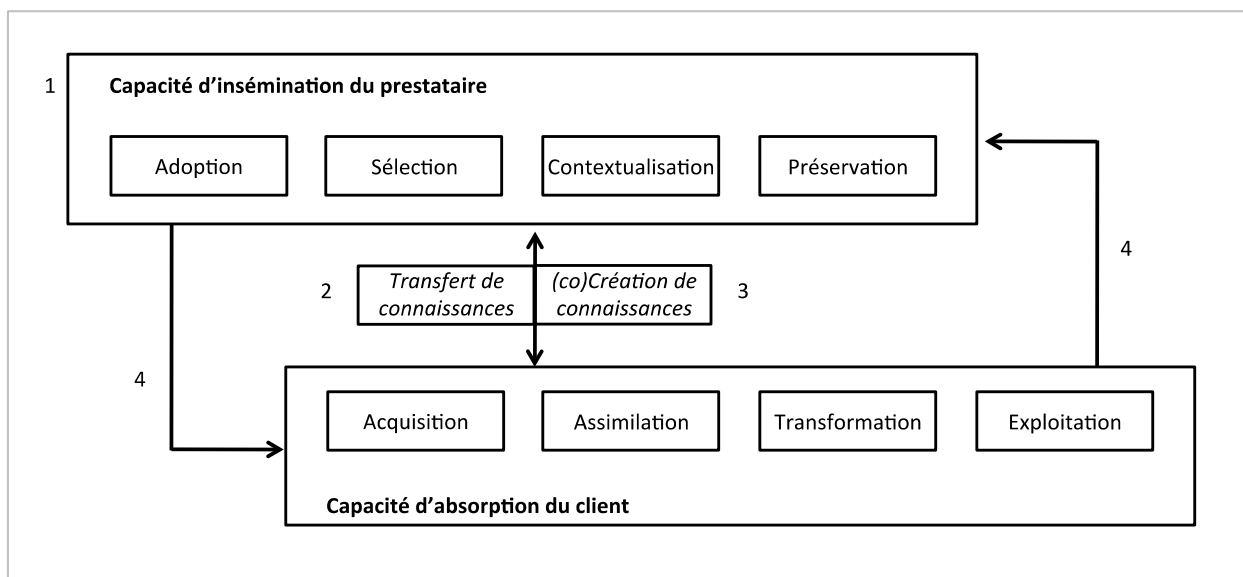 1
Capacité d’insémination du prestataire
Adoption
Sélection
Contextualisation
Préservation
4
2
Transfert de
connaissances
(co)Création de
connaissances
3
4
Acquisition
Assimilation
Transformation
Exploitation
Capacité d’absorption du client